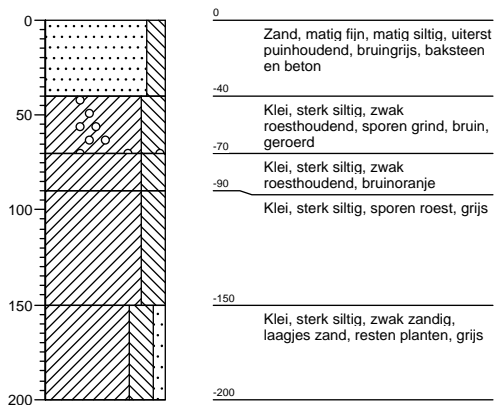 0
50
100
150
200
0
Zand, matig fijn, matig siltig, uiterst
puinhoudend, bruingrijs, baksteen
en beton
-40
Klei, sterk siltig, zwak
roesthoudend, sporen grind, bruin,
geroerd
-70
Klei, sterk siltig, zwak
roesthoudend, bruinoranje
-90
Klei, sterk siltig, sporen roest, grijs
-150
Klei, sterk siltig, zwak zandig,
laagjes zand, resten planten, grijs
-200